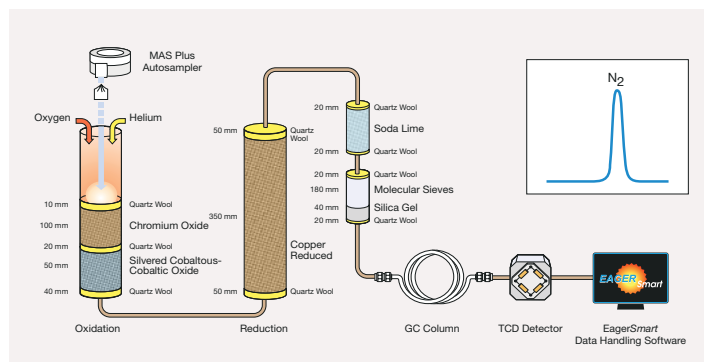 MAS Plus
Autosampler
Oxygen
Helium
10 mm
Quartz Wool
100 mm
Chromium Oxide
20 mm
Quartz Wool
50 mm
Silvered Cobaltous-
Cobaltic Oxide
40 mm
Quartz Wool
Oxidation
50 mm
Quartz
Wool
350 mm
Copper
Reduced
50 mm
Quartz
Wool
Reduction
20 mm
Quartz Wool
Soda Lime
20 mm
Quartz Wool
20 mm
Quartz Wool
180 mm
Molecular Sieves
40 mm
Silica Gel
20 mm
Quartz Wool
GC Column
TCD Detector
N2
EAGER
Smart
EagerSmart
Data Handling Software